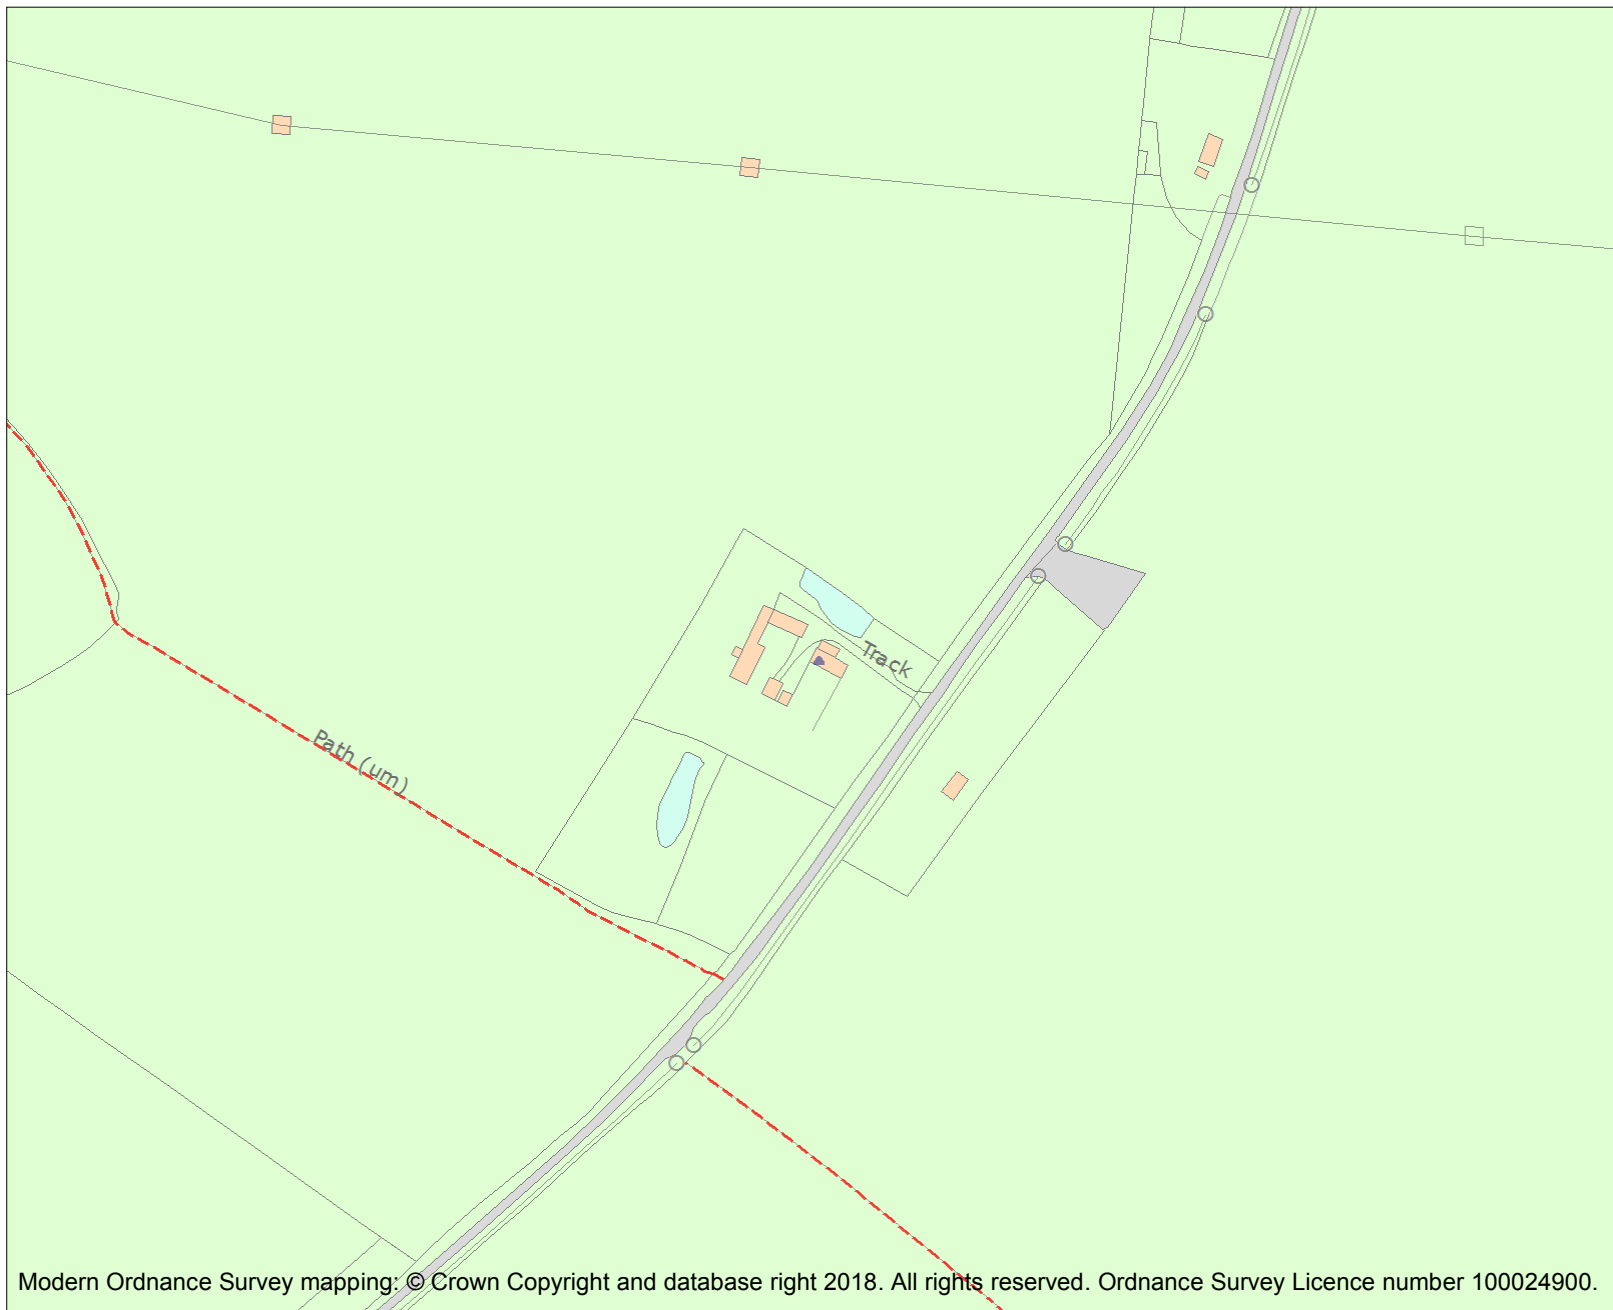 Track
Path (um)
Modern Ordnance Survey mapping: © Crown Copyright and database right 2018. All rights reserved. Ordnance Survey Licence number 100024900.